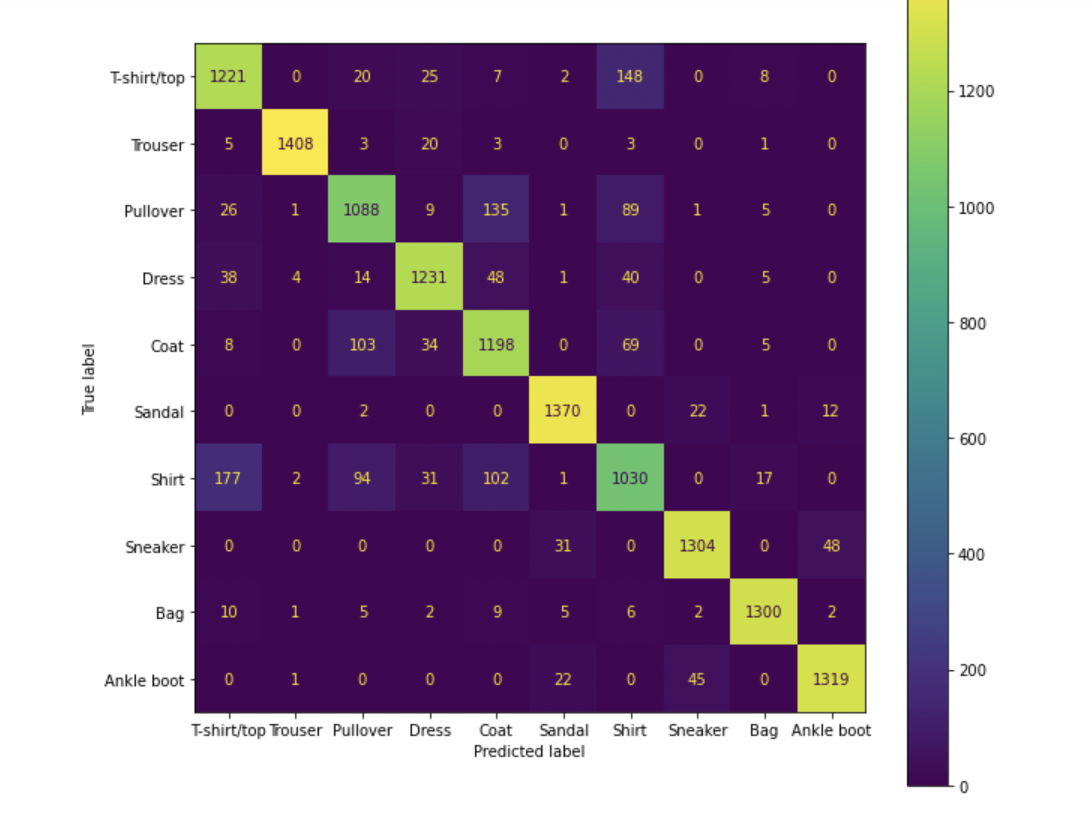 T-shirt/top 1221 0 20 25 7 2 148 0 8 0
1200
Trouser 5 1408 3 20 3 0 3 0 1 0
Pullover 26 1 1088 9 135 1 89 1 5 0
1000
Dress 38 4 14 1231 48 1 40 0 5 0
800
Coat 8 0 103 34 1198 0 69 0 5 0
True label
Sandal 0 0 2 0 0 1370 0 22 1 12
600
Shirt 177 2 94 31 102 1 1030 0 17 0
Sneaker 0 0 0 0 0 31 0 1304 0 48
400
Bag 10 1 5 2 9 5 6 2 1300 2
200
Ankle boot 0 1 0 0 0 22 0 45 0 1319
T-shirt/top Trouser Pullover Dress Coat Sandal Shirt Sneaker Bag Ankle boot
Predicted label
0